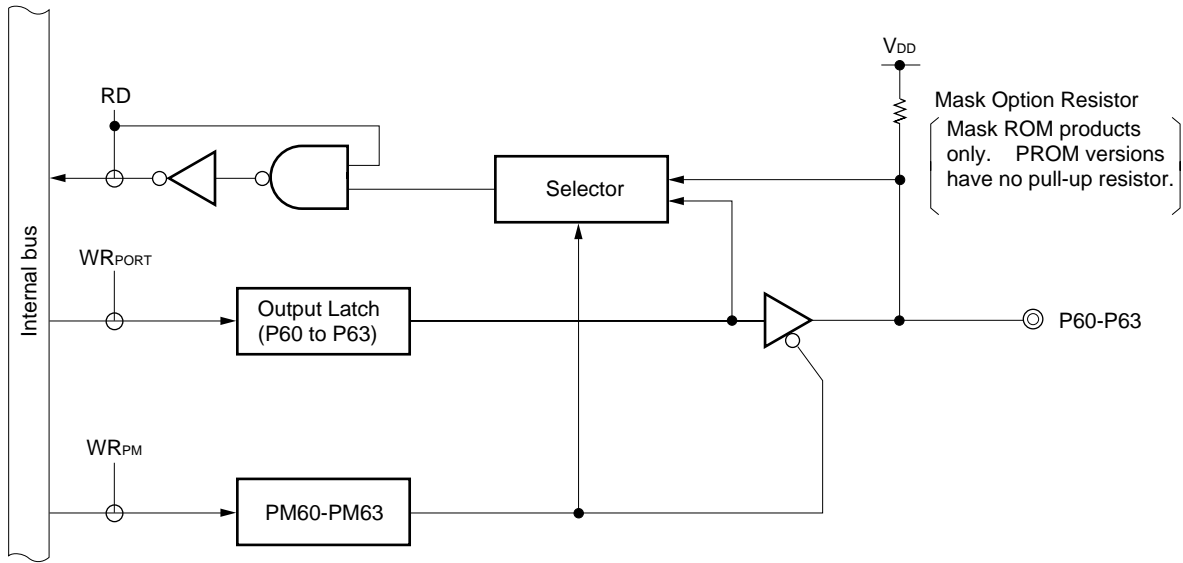 VDD
RD
Mask Option Resistor
Mask ROM products
only. PROM versions
have no pull-up resistor.
Selector
Internal bus
WRPORT
Output Latch
(P60 to P63)
P60-P63
WRPM
PM60-PM63